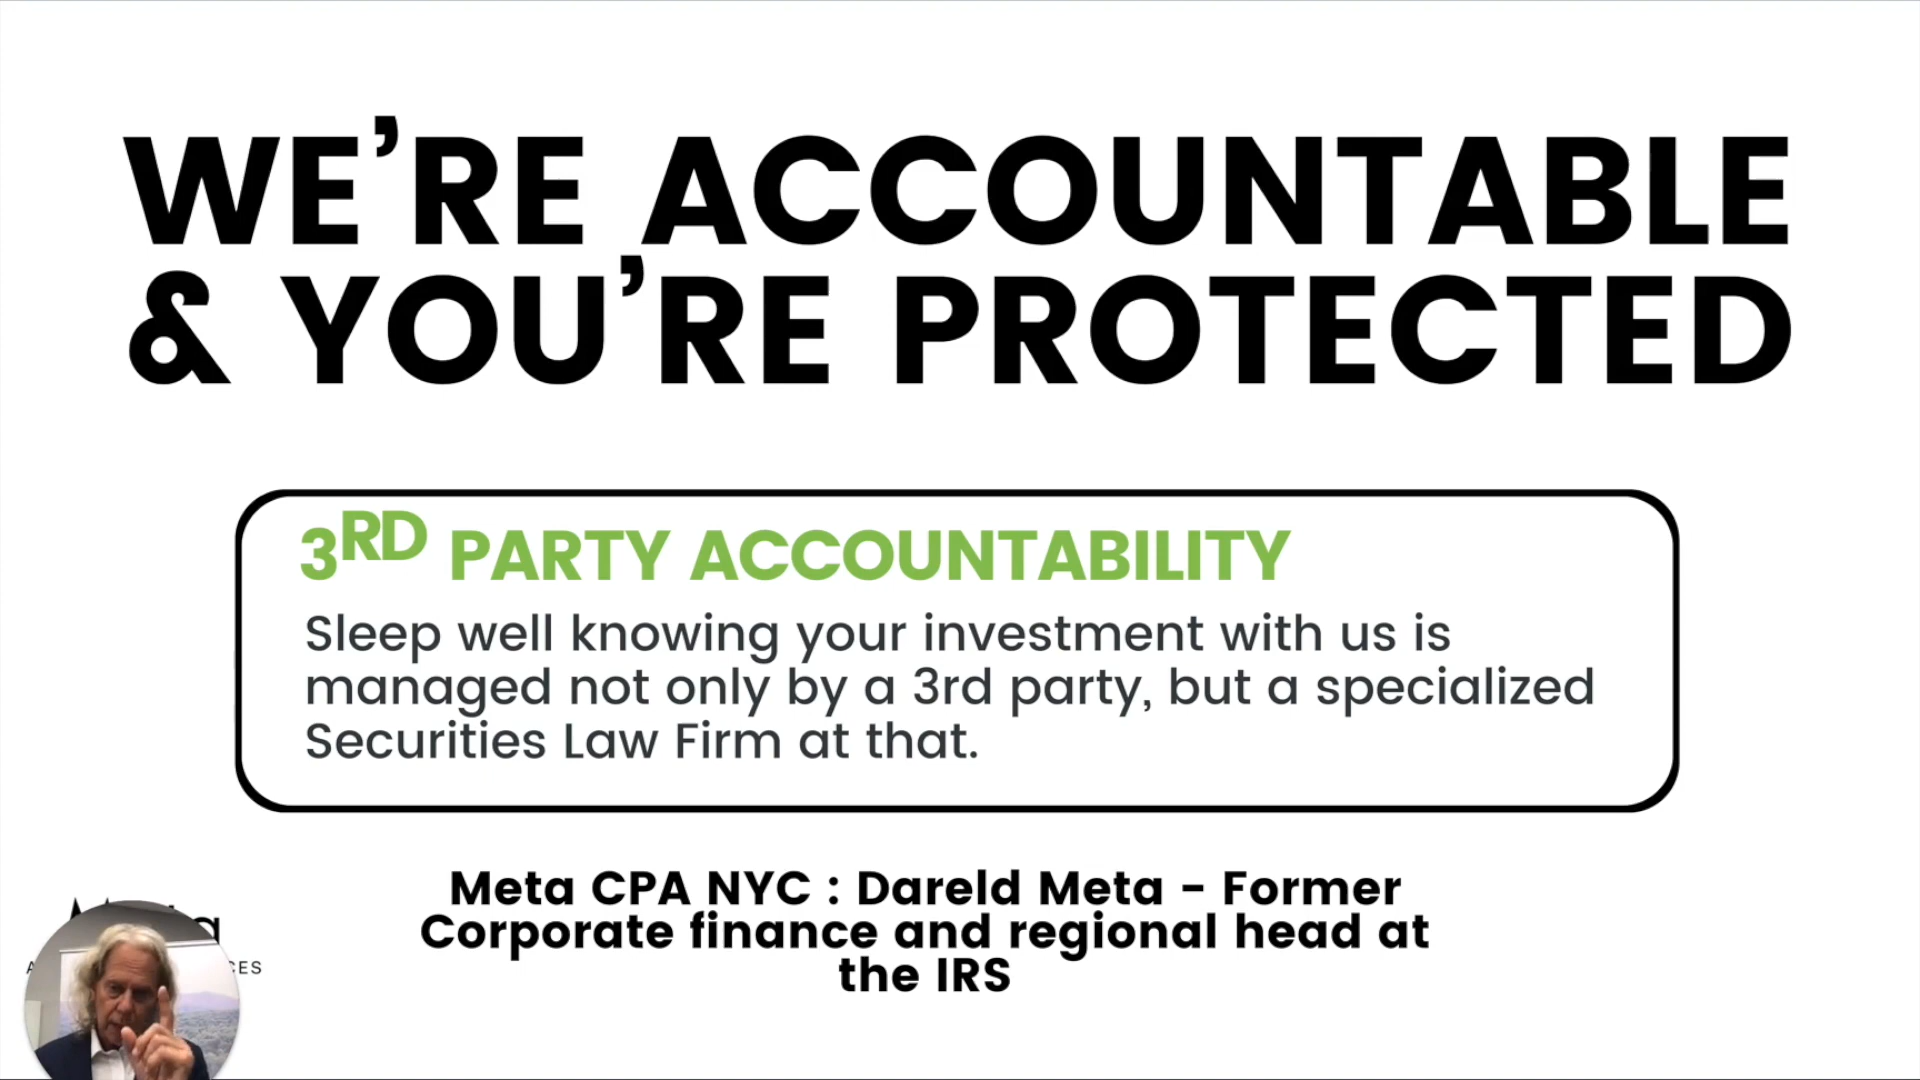 WE’RE ACCOUNTABLE
& YOU’RE PROTECTED
3RD PARTY ACCOUNTABILITY
Sleep well knowing your investment with us is
managed not only by a 3rd party, but a specialized
Securities Law Firm at that.
Meta CPA NYC : Dareld Meta - Former
Corporate finance and regional head at
the IRS